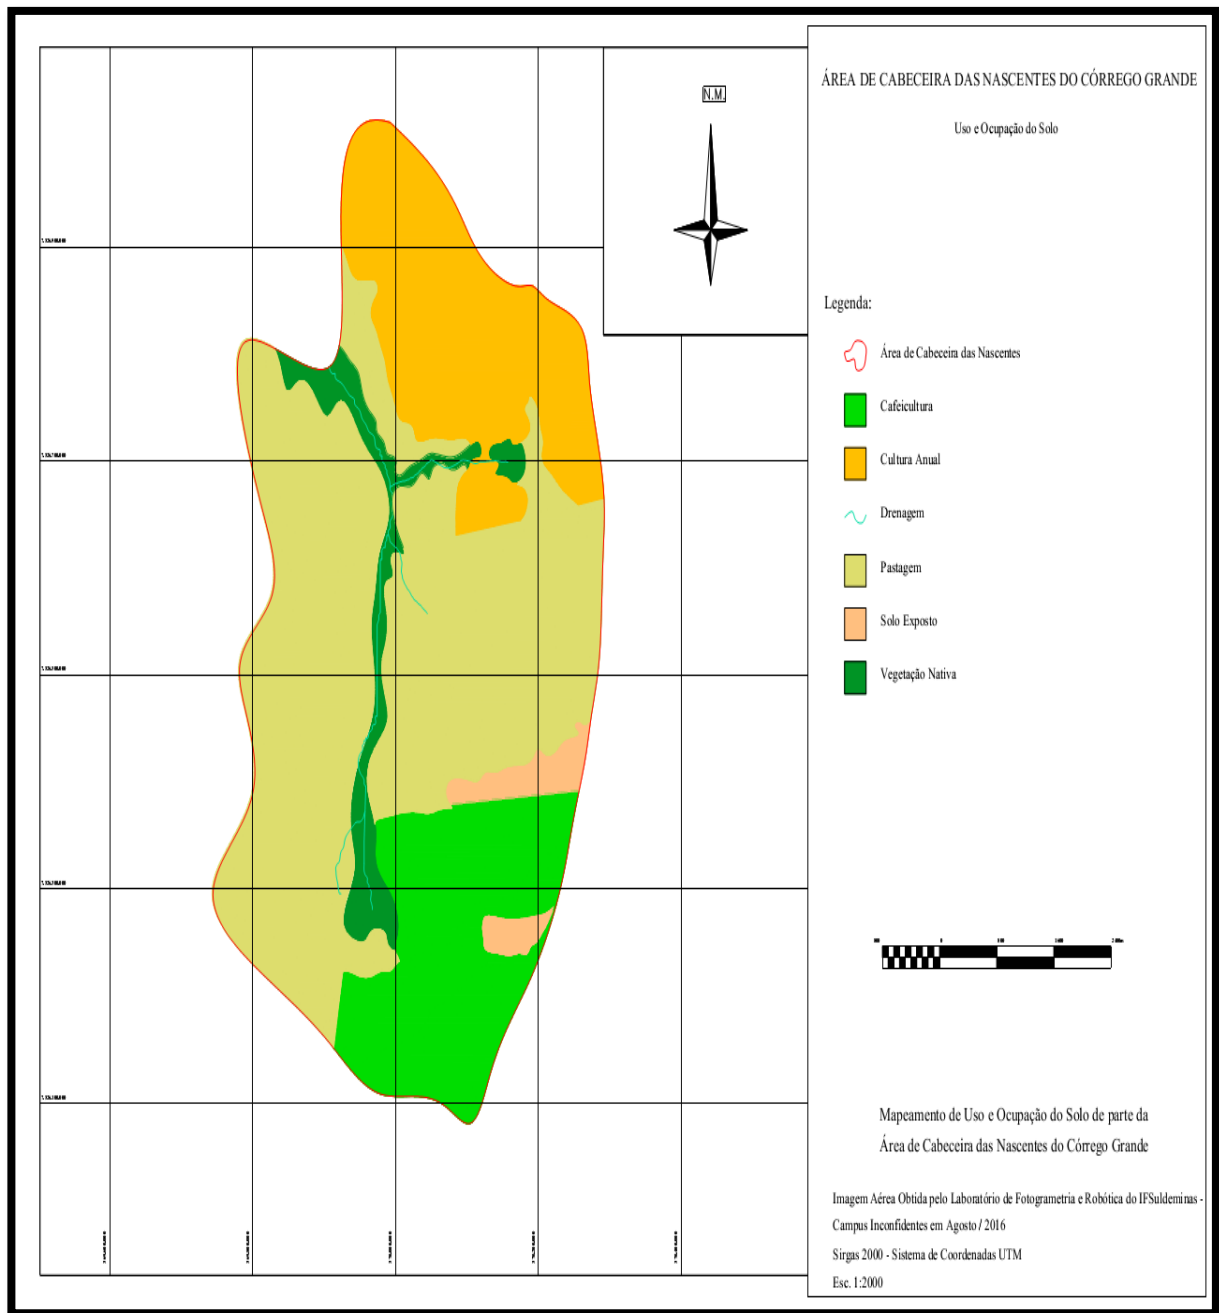 N.M.
ÁREA DE CABECEIRA DAS NASCENTES DO CÓRREGO GRANDE
Uso e Ocupação do Solo
Legenda:
Área de Cabeceira das Nascentes
Cafeicultura
Cultura Anual
Drenagem
Pastagem
Solo Exposto
Vegetação Nativa
Mapeamento de Uso e Ocupação do Solo de parte da
Área de Cabeceira das Nascentes do Córrego Grande
Imagem Aérea Obtida pelo Laboratório de Fotogrametria e Robótica do IFSuldeminas -
Campus Inconfidentes em Agosto / 2016
Sirgas 2000 - Sistema de Coordenadas UTM
Esc. 1:2000